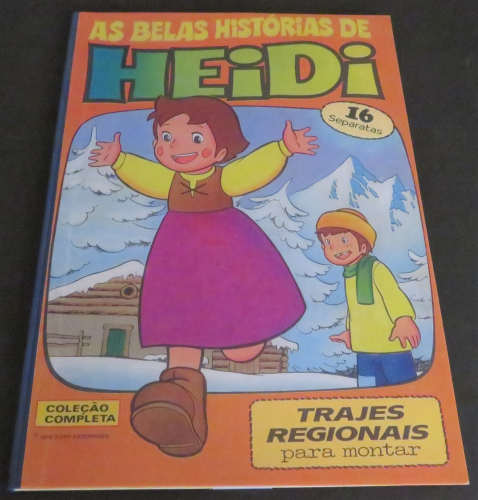 AS BELAS HISTÓRIAS DE
HEIDI
16
Separatas
COLEÇÃO
COMPLETA
TRAJES
REGIONAIS
para montar